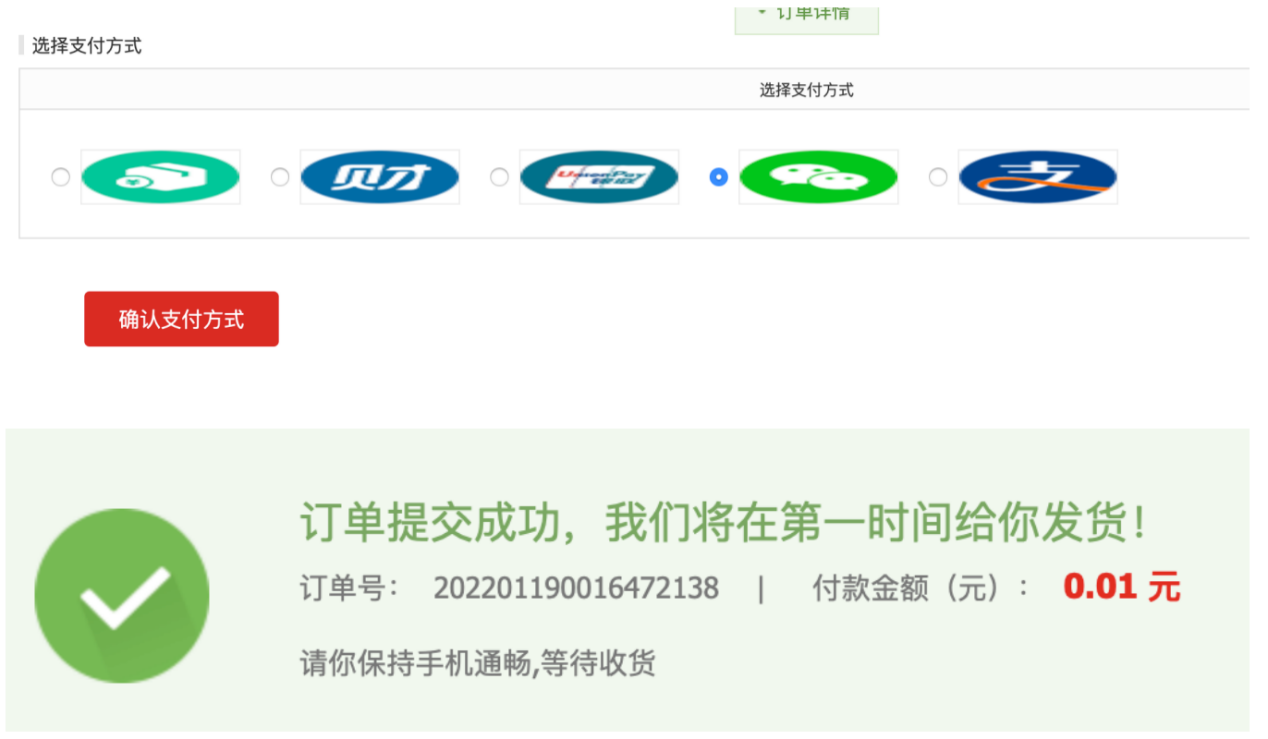 订单详情
选择支付方式
选择支付方式
贝才
UnionPay
银联
支
确认支付方式
订单提交成功，我们将在第一时间给你发货！
订单号： 202201190016472138 | 付款金额（元）： 0.01 元
请你保持手机通畅,等待收货